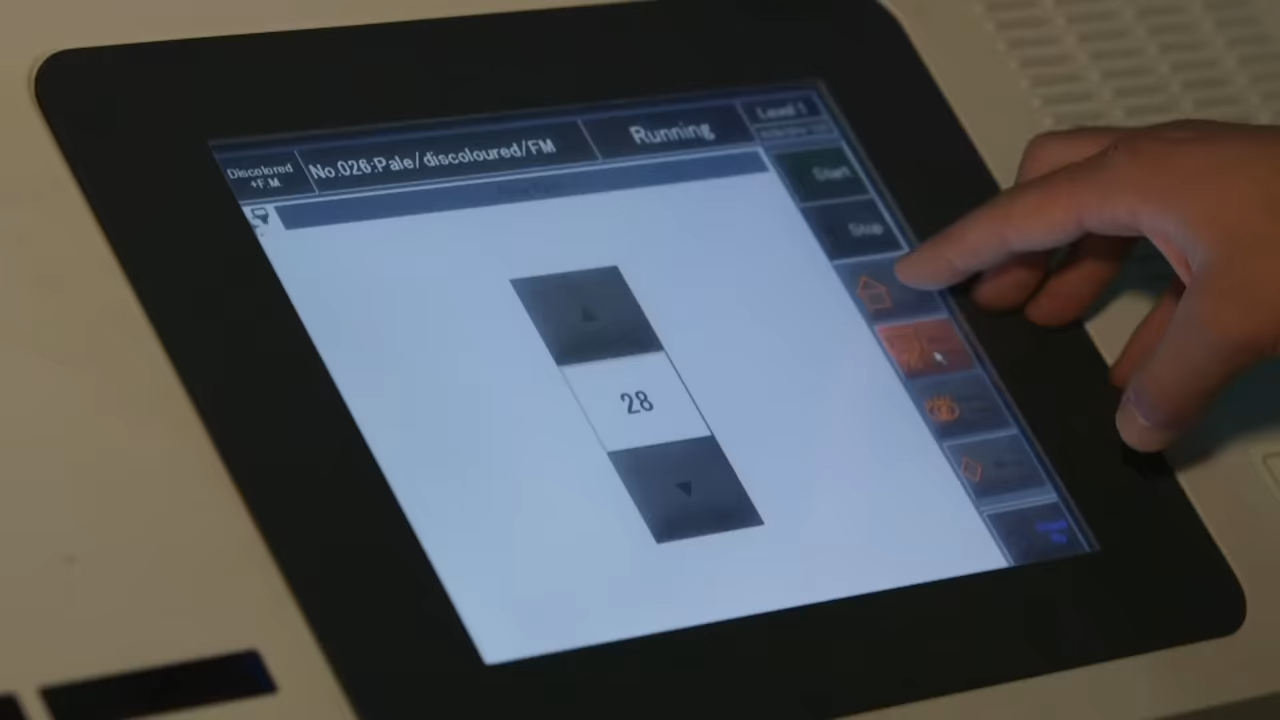 Discolored
+F.M.
No.026:Pale/discoloured/FM
Running
Level 1
Start
Stop
28